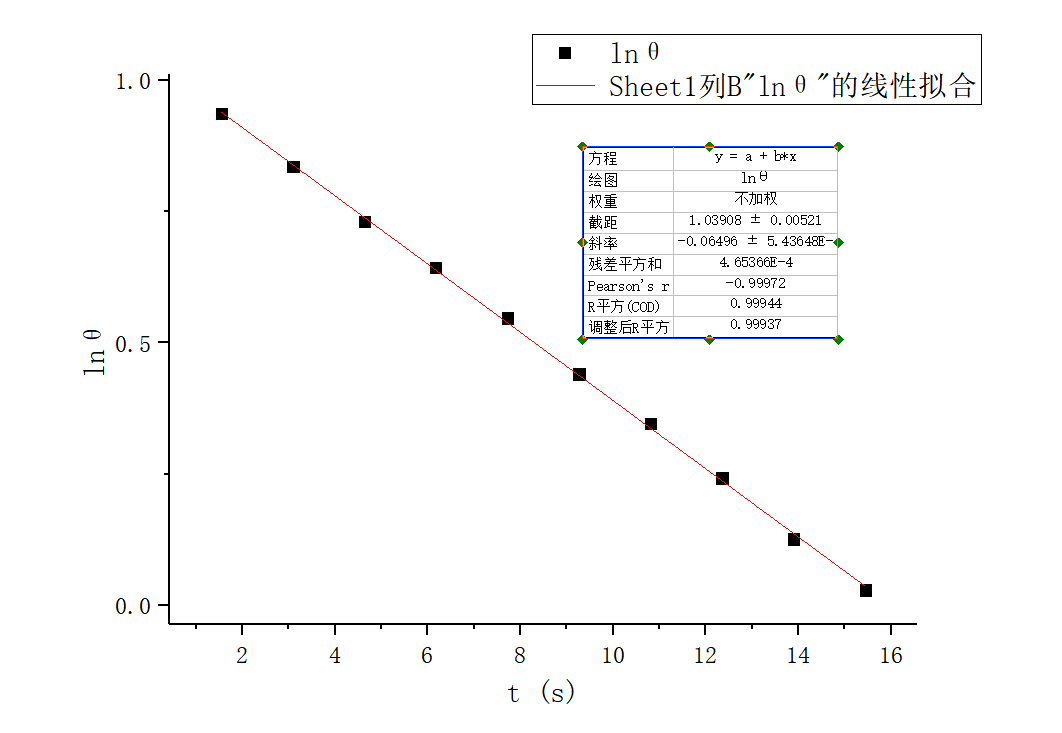 lnθ
Sheet1列B"lnθ"的线性拟合
1.0
方程 y = a + b*x
绘图 lnθ
权重 不加权
截距 1.03908 ± 0.00521
斜率 -0.06496 ± 5.43648E-
残差平方和 4.65366E-4
Pearson's r -0.99972
R平方(COD) 0.99944
调整后R平方 0.99937
0.5
lnθ
0.0
2 4 6 8 10 12 14 16
t (s)